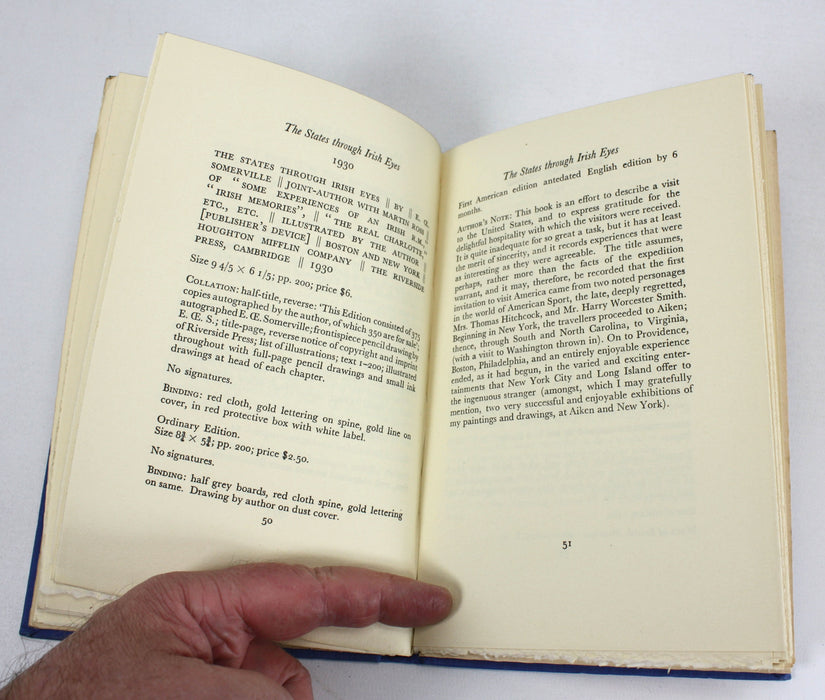 The States through Irish Eyes
1930
THE STATES THROUGH IRISH EYES || BY || E. Œ.
SOMERVILLE || JOINT-AUTHOR WITH MARTIN ROSS ||
OF "SOME EXPERIENCES OF AN IRISH R.M.,
"IRISH MEMORIES", || "THE REAL CHARLOTTE,"
ETC., ETC. || ILLUSTRATED BY THE AUTHOR ||
[PUBLISHER'S DEVICE] || BOSTON AND NEW YORK ||
HOUGHTON MIFFLIN COMPANY || THE RIVERSIDE
PRESS, CAMBRIDGE || 1930
Size 9 4/5 × 6 1/5; pp. 200; price $6.
COLLATION: half-title, reverse: 'This Edition consisted of 375
copies autographed by the author, of which 350 are for sale';
autographed E. Œ. Somerville; frontispiece pencil drawing by
E. Œ. S.; title-page, reverse notice of copyright and imprint
of Riverside Press; list of illustrations; text 1-200; illustrated
throughout with full-page pencil drawings and small ink
drawings at head of each chapter.
No signatures.
BINDING: red cloth, gold lettering on spine, gold line on
cover, in red protective box with white label.
Ordinary Edition.
Size 8¾ × 5¾; pp. 200; price $2.50.
No signatures.
BINDING: half grey boards, red cloth spine, gold lettering
on same. Drawing by author on dust cover.
50
The States through Irish Eyes
First American edition antedated English edition by 6
months.
AUTHOR'S NOTE: This book is an effort to describe a visit
to the United States, and to express gratitude for the
delightful hospitality with which the visitors were received.
It is quite inadequate for so great a task, but it has at least
the merit of sincerity, and it records experiences that were
as interesting as they were agreeable. The title assumes,
perhaps, rather more than the facts of the expedition
warrant, and it may, therefore, be recorded that the first
invitation to visit America came from two noted personages
in the world of American Sport, the late, deeply regretted,
Mrs. Thomas Hitchcock, and Mr. Harry Worcester Smith.
Beginning in New York, the travellers proceeded to Aiken;
thence, through South and North Carolina, to Virginia,
(with a visit to Washington thrown in). On to Providence,
Boston, Philadelphia, and an entirely enjoyable experience
ended, as it had begun, in the varied and exciting enter-
tainments that New York City and Long Island offer to
the ingenuous stranger (amongst, which I may gratefully
mention, two very successful and enjoyable exhibitions of
my paintings and drawings, at Aiken and New York).
51